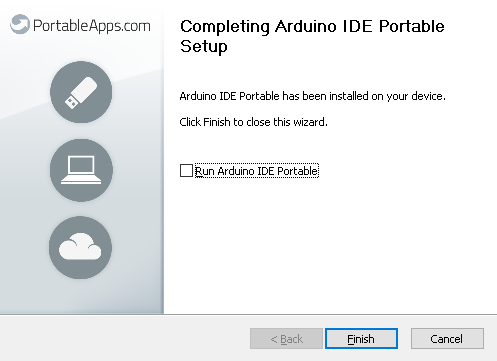 PortableApps.com
Completing Arduino IDE Portable
Setup
Arduino IDE Portable has been installed on your device.
Click Finish to close this wizard.
Run Arduino IDE Portable
< Back
Finish
Cancel